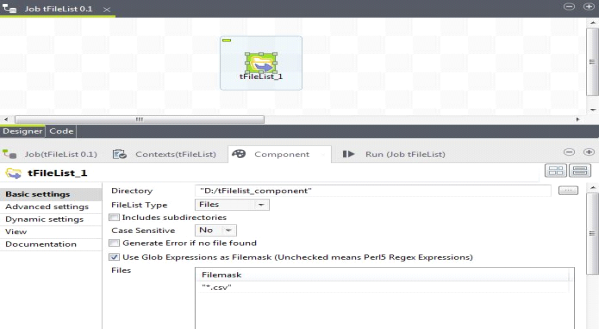 Job tFileList 0.1
tFileList_1
Designer Code
Job(tFileList 0.1) Contexts(tFileList) Component Run (Job tFileList)
tFileList_1
Basic settings
Advanced settings
Dynamic settings
View
Documentation
Directory "D:/tFilelist_component"
FileList Type Files
Includes subdirectories
Case Sensitive No
Generate Error if no file found
Use Glob Expressions as Filemask (Unchecked means Perl5 Regex Expressions)
Files
Filemask
"*.csv"